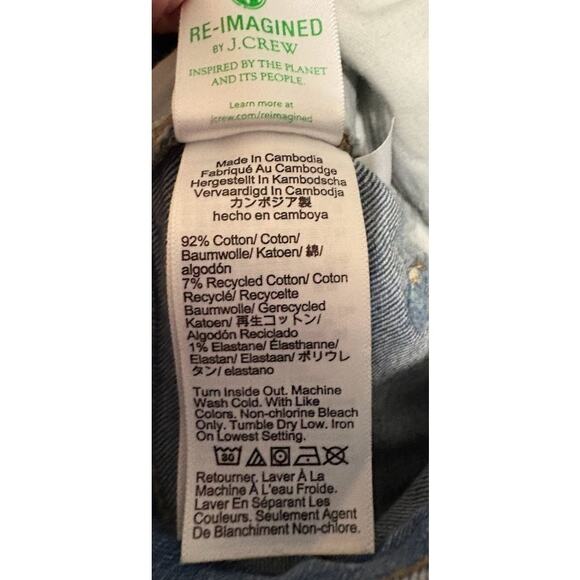 RE-IMAGINED
BY J.CREW
INSPIRED BY THE PLANET
AND ITS PEOPLE.
Learn more at
jcrew.com/reimagined
Made In Cambodia
Fabriqué Au Cambodge
Hergestellt In Kambodscha
Vervaardigd In Cambodja
カンボジア製
hecho en camboya
92% Cotton/ Coton/
Baumwolle/ Katoen/ 綿/
algodón
7% Recycled Cotton/ Coton
Recyclé/ Recycelte
Baumwolle/ Gerecycled
Katoen/ 再生コットン/
Algodón Reciclado
1% Elastane/ Élasthanne/
Elastan/ Elastaan/ ポリウレ
タン/ elastano
Turn Inside Out. Machine
Wash Cold. With Like
Colors. Non-chlorine Bleach
Only. Tumble Dry Low. Iron
On Lowest Setting.
30
Retourner. Laver À La
Machine À L'eau Froide.
Laver En Séparant Les
Couleurs. Seulement Agent
De Blanchiment Non-chlore.